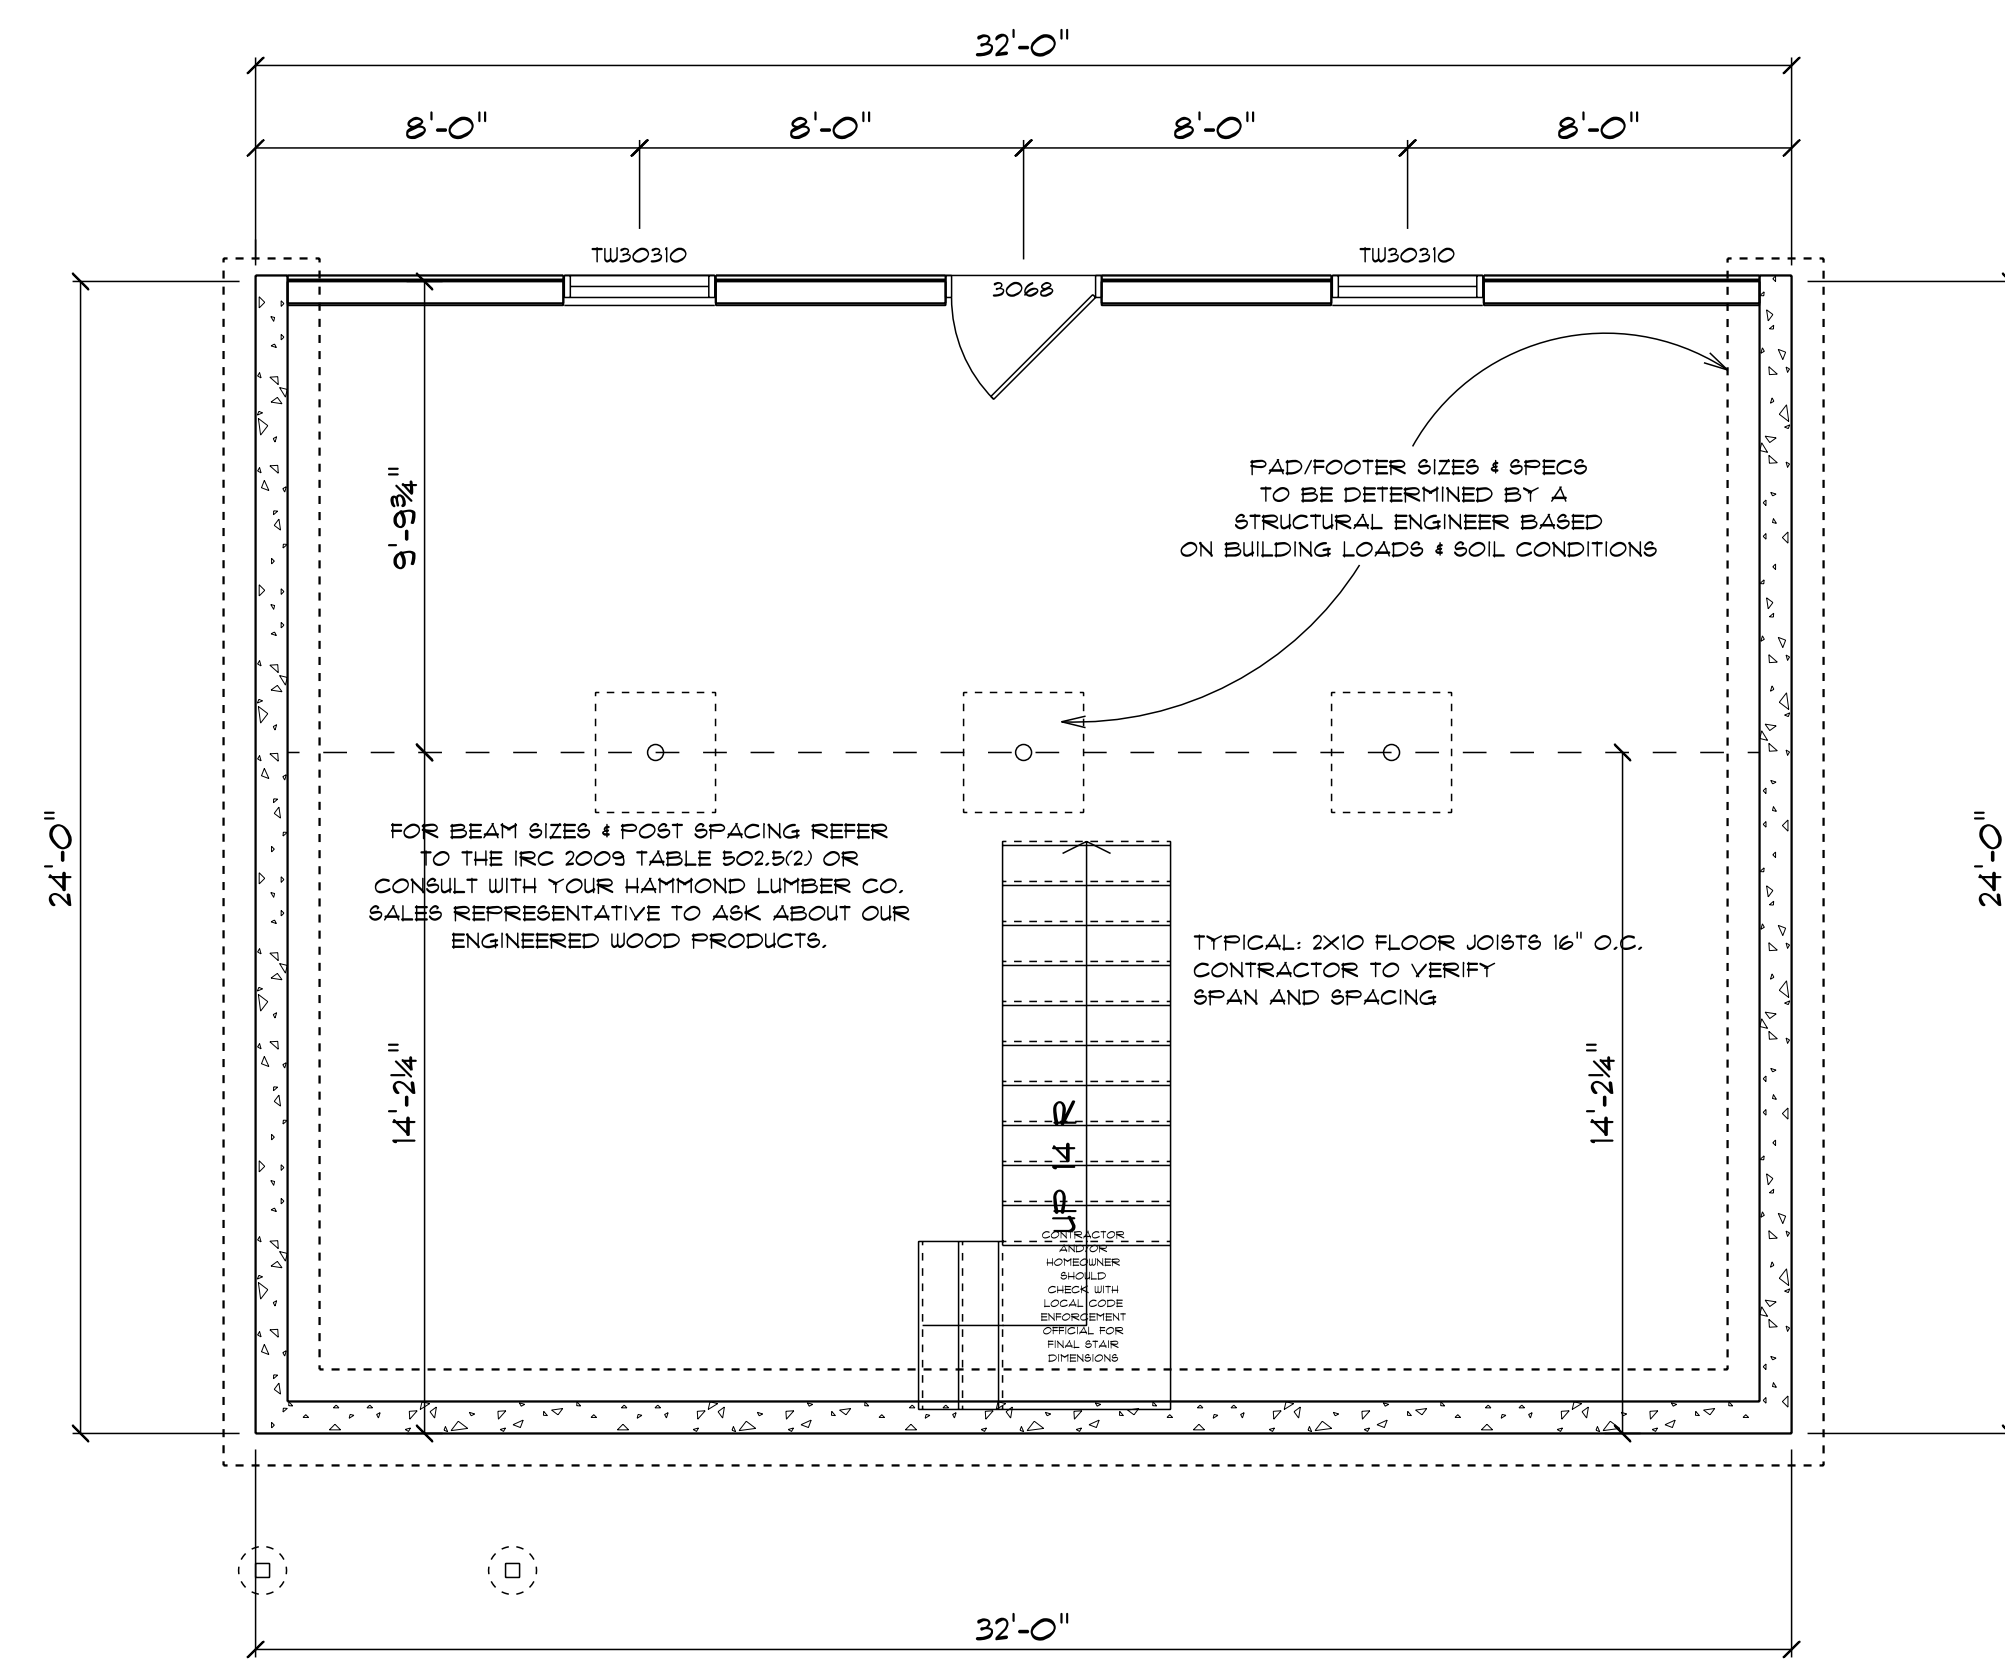 32'-0"
8'-0" 8'-0" 8'-0" 8'-0"
TW30310 TW30310
3068
9'-9¾"
PAD/FOOTER SIZES & SPECS
TO BE DETERMINED BY A
STRUCTURAL ENGINEER BASED
ON BUILDING LOADS & SOIL CONDITIONS
24'-0"
24'-0"
FOR BEAM SIZES & POST SPACING REFER
TO THE IRC 2009 TABLE 502.5(2) OR
CONSULT WITH YOUR HAMMOND LUMBER CO.
SALES REPRESENTATIVE TO ASK ABOUT OUR
ENGINEERED WOOD PRODUCTS.
TYPICAL: 2X10 FLOOR JOISTS 16" O.C.
CONTRACTOR TO VERIFY
SPAN AND SPACING
14'-2¼"
14'-2¼"
UP 14 R
CONTRACTOR
AND/OR
HOMEOWNER
SHOULD
CHECK WITH
LOCAL CODE
ENFORCEMENT
OFFICIAL FOR
FINAL STAIR
DIMENSIONS
32'-0"